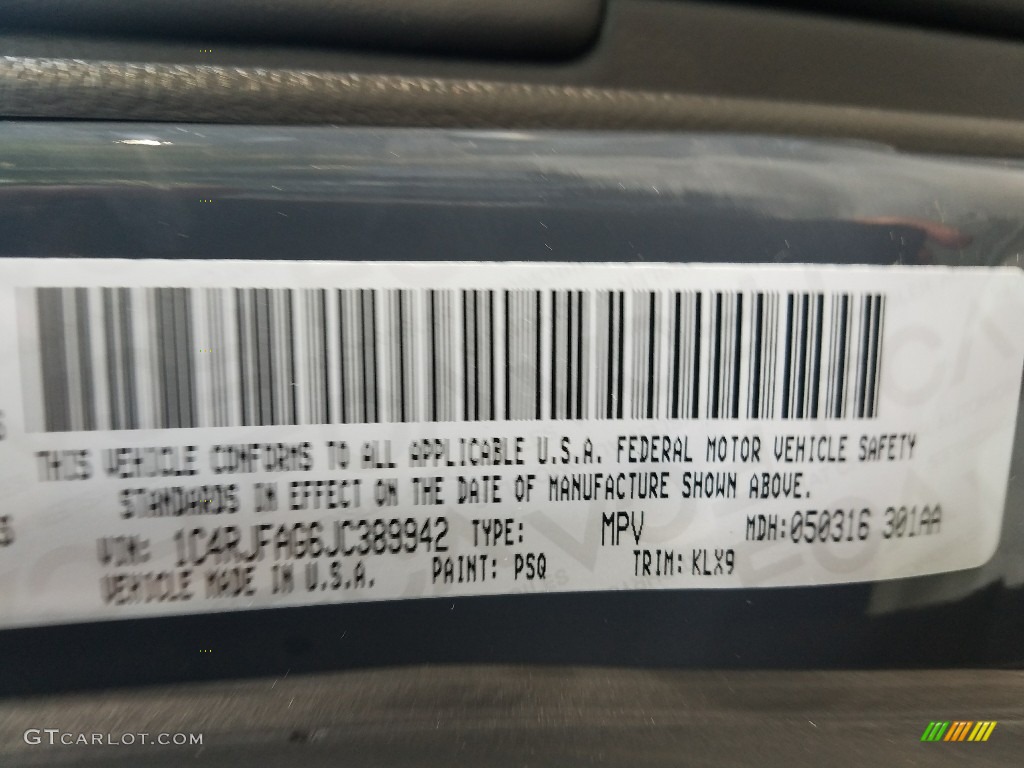 THIS VEHICLE CONFORMS TO ALL APPLICABLE U.S.A. FEDERAL MOTOR VEHICLE SAFETY
STANDARDS IN EFFECT ON THE DATE OF MANUFACTURE SHOWN ABOVE.
VIN: 1C4RJFAG6JC389942 TYPE: MPV MDH:050316 301AA
VEHICLE MADE IN U.S.A. PAINT: PSQ TRIM: KLX9
GTCARLOT.COM